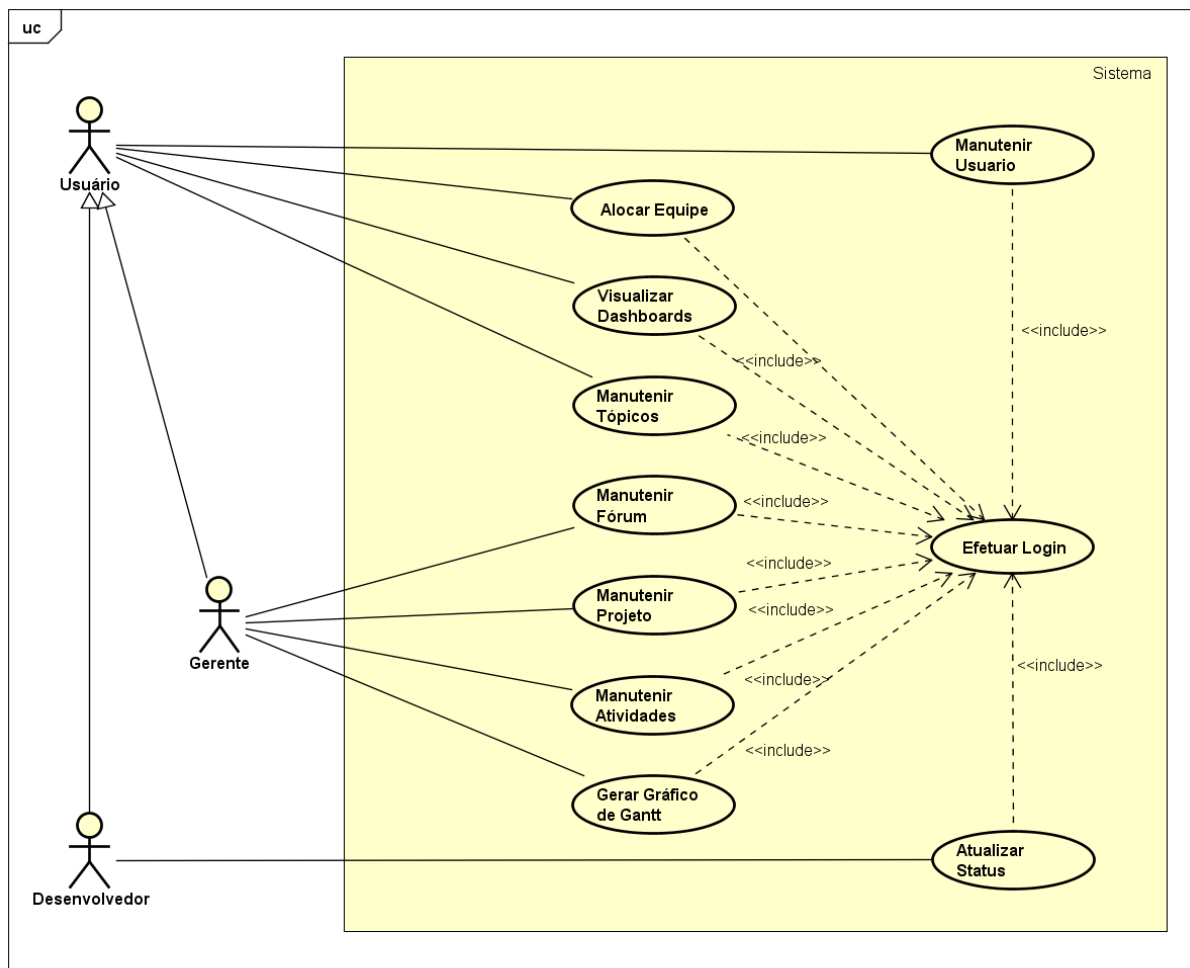 uc
Sistema
Usuário
Manutenir
Usuario
Alocar Equipe
Visualizar
Dashboards
<<include>>
<<include>>
Manutenir
Tópicos
<<include>>
Manutenir
Fórum
<<include>>
Efetuar Login
<<include>>
Manutenir
Projeto
<<include>>
Gerente
<<include>>
<<include>>
Manutenir
Atividades
<<include>>
Gerar Gráfico
de Gantt
Atualizar
Status
Desenvolvedor